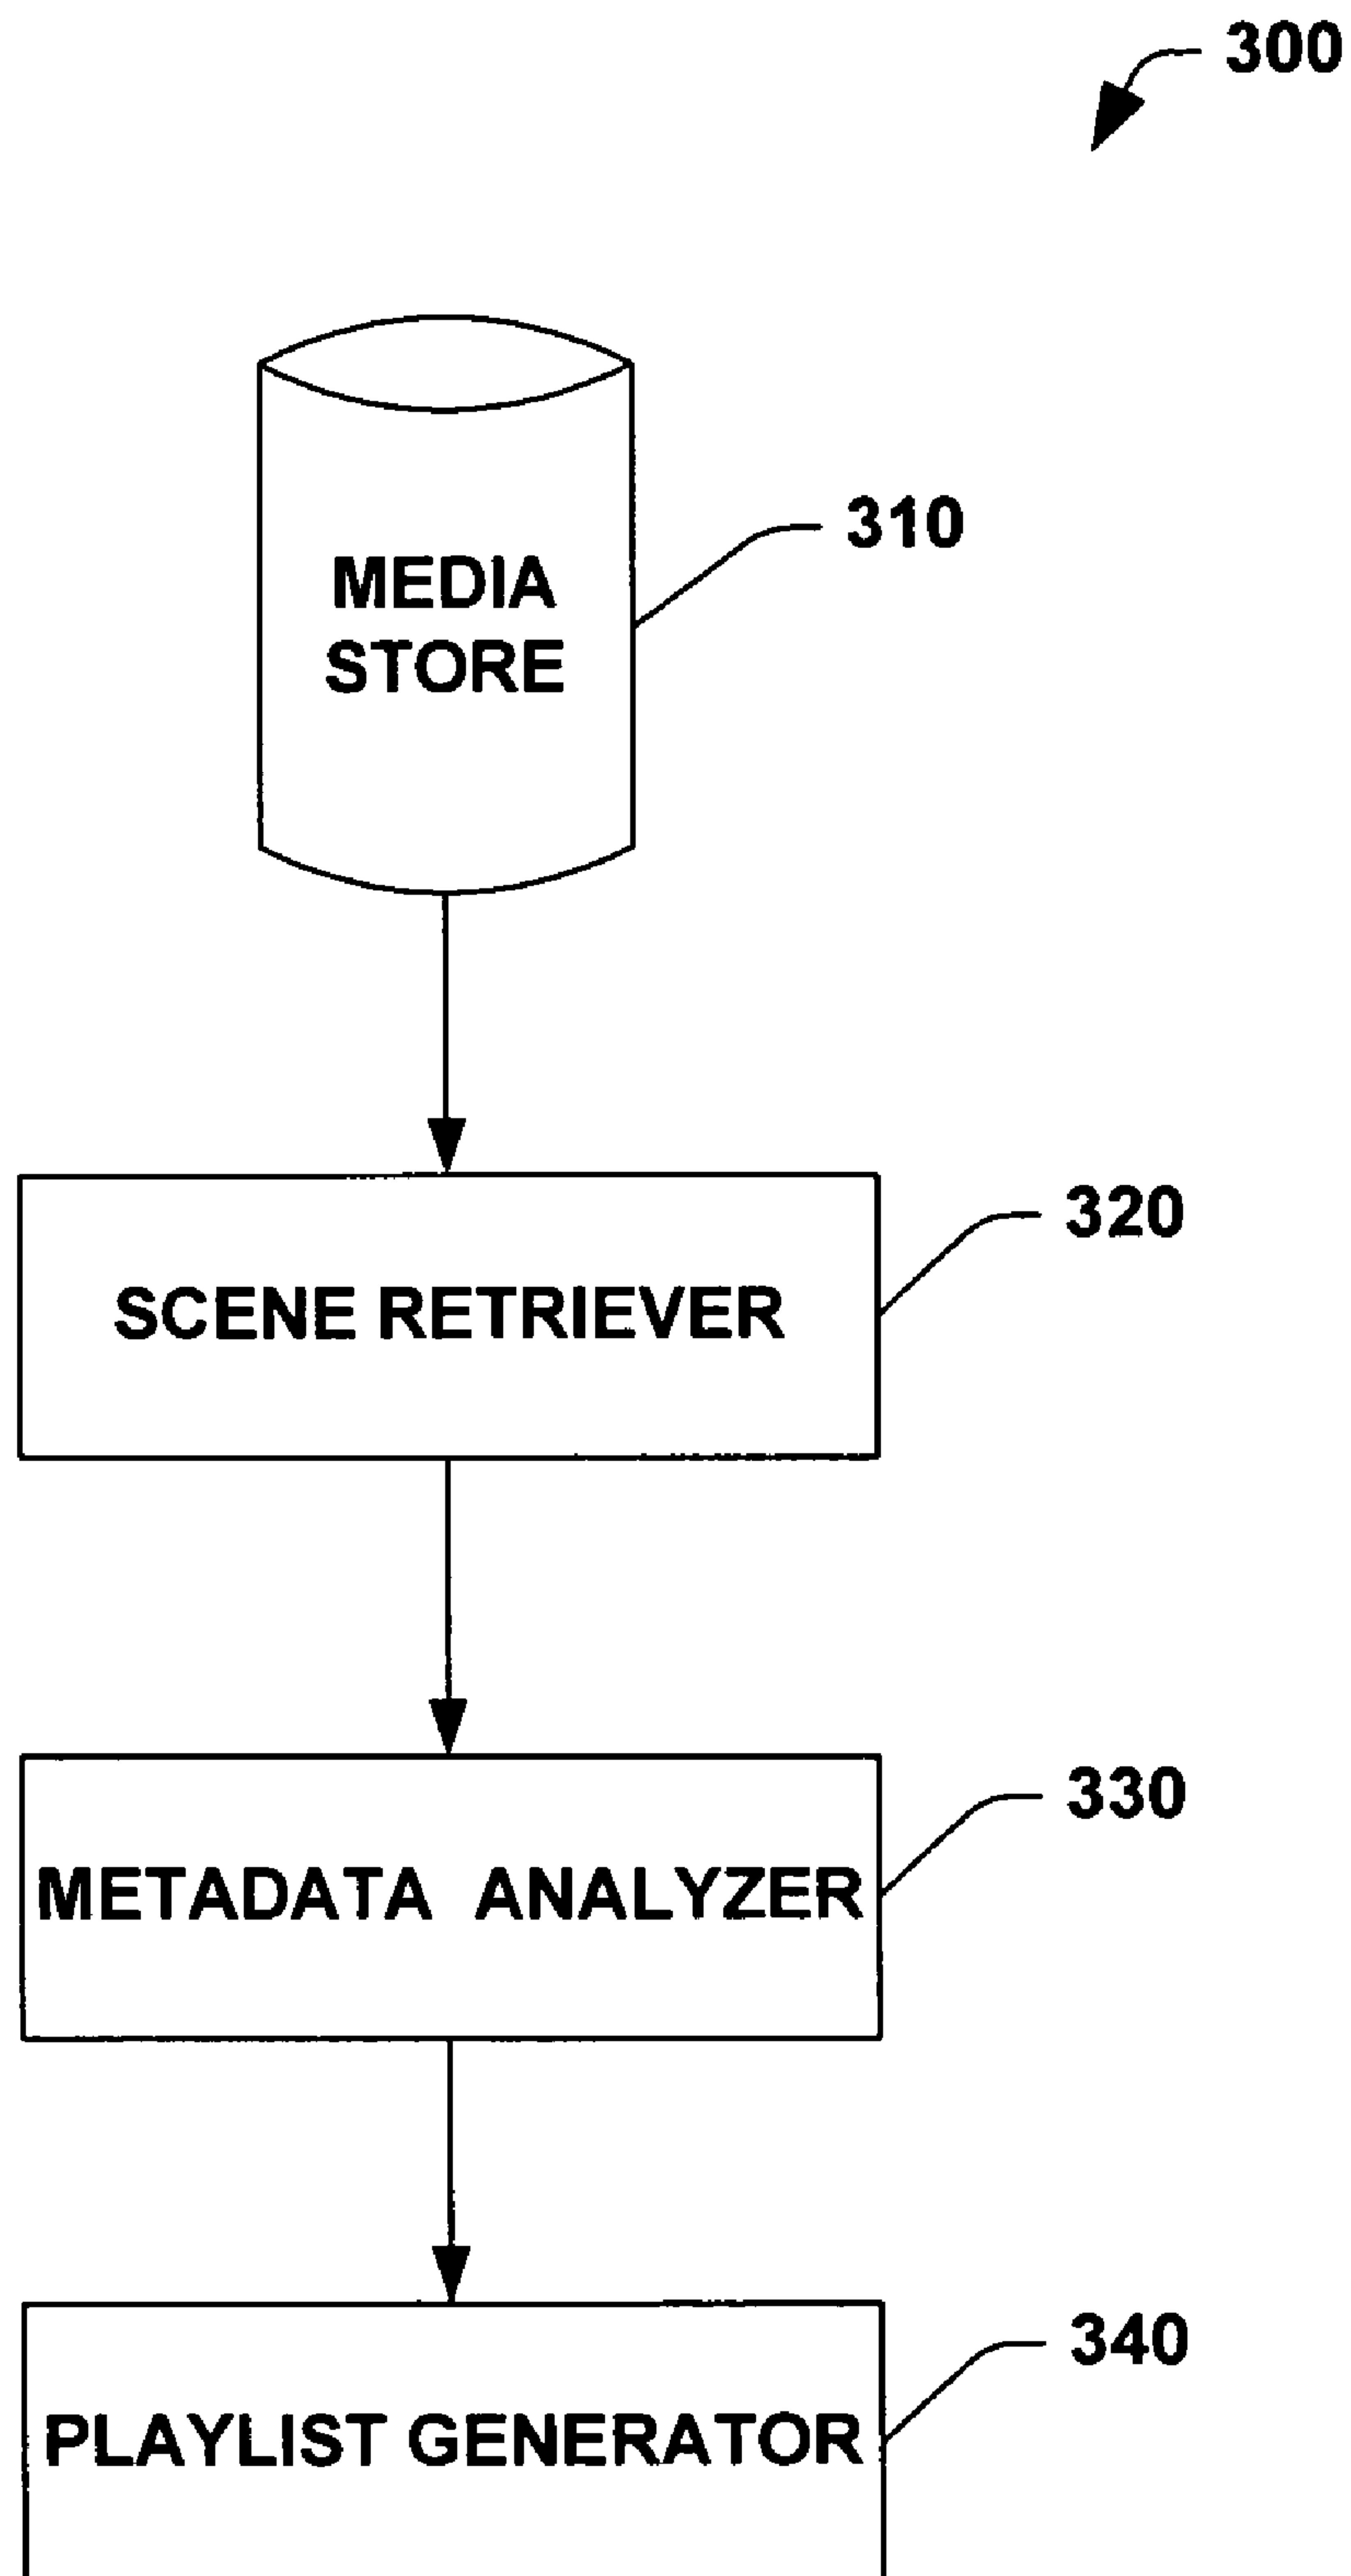 300
MEDIA
STORE
310
SCENE RETRIEVER
320
METADATA ANALYZER
330
PLAYLIST GENERATOR
340